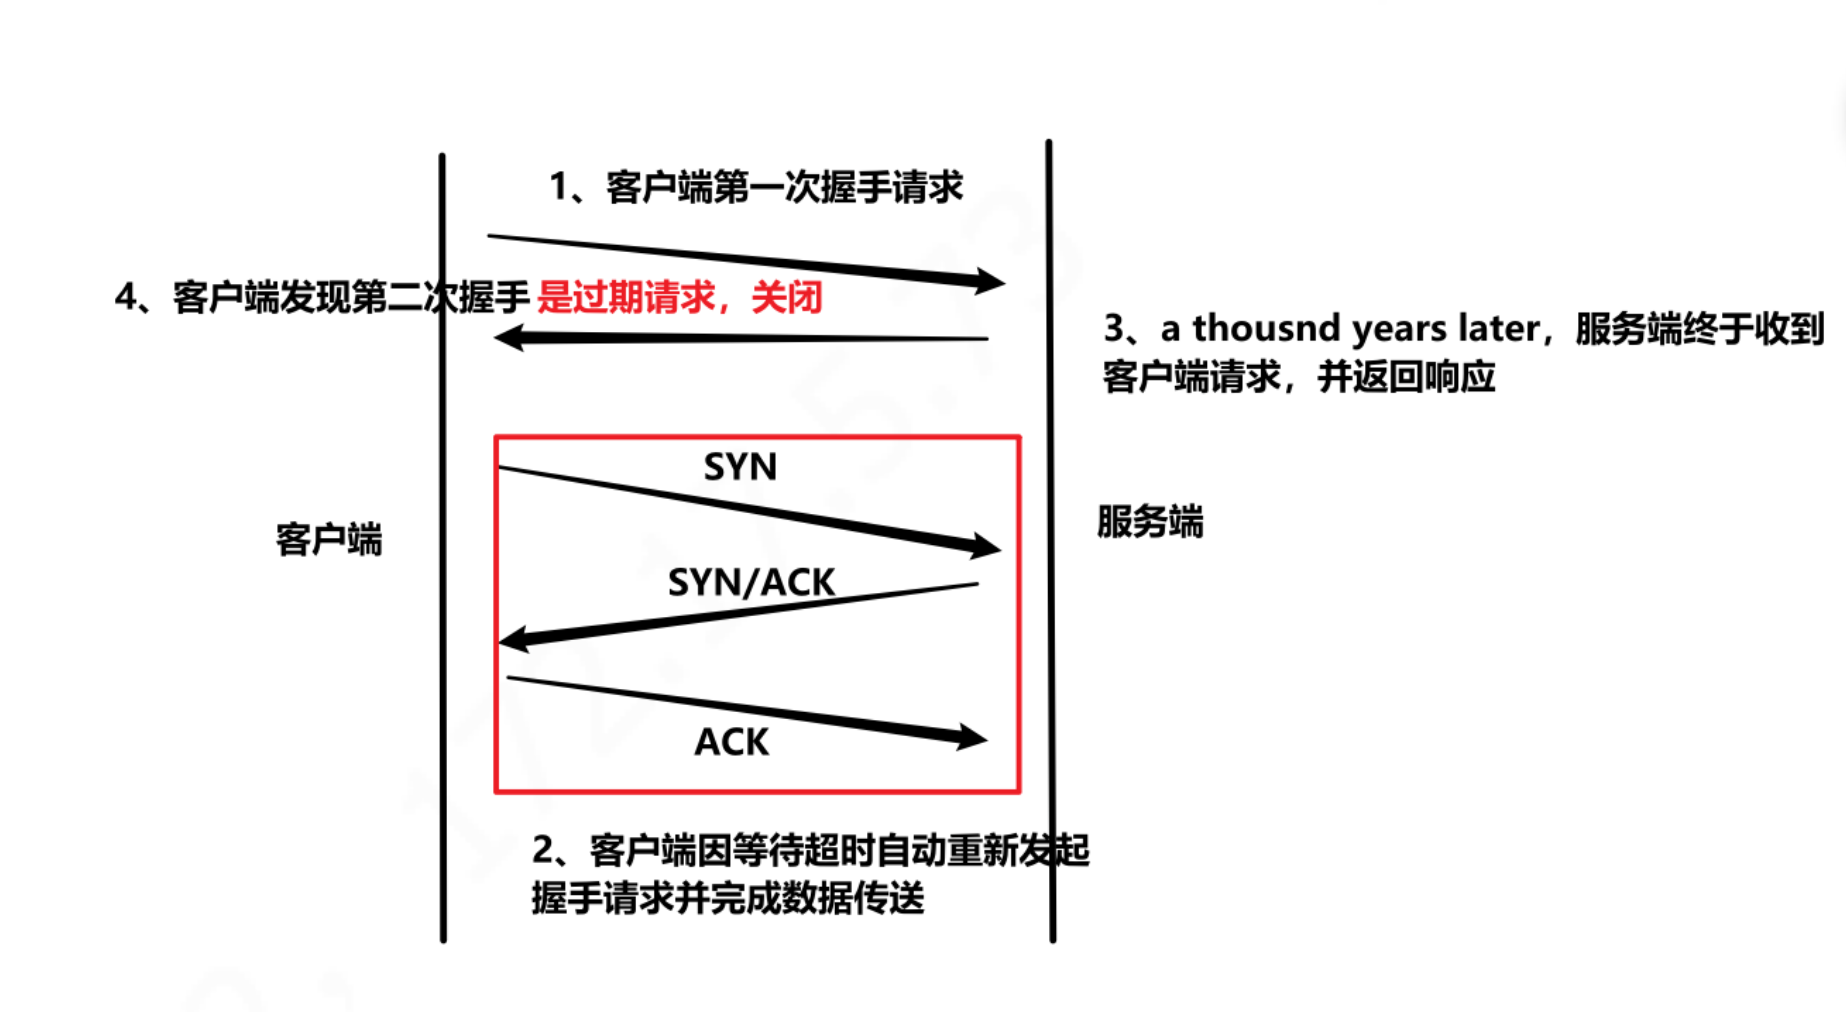 1、客户端第一次握手请求
4、客户端发现第二次握手 是过期请求，关闭
3、a thousnd years later，服务端终于收到
客户端请求，并返回响应
SYN
客户端
服务端
SYN/ACK
ACK
2、客户端因等待超时自动重新发起
握手请求并完成数据传送